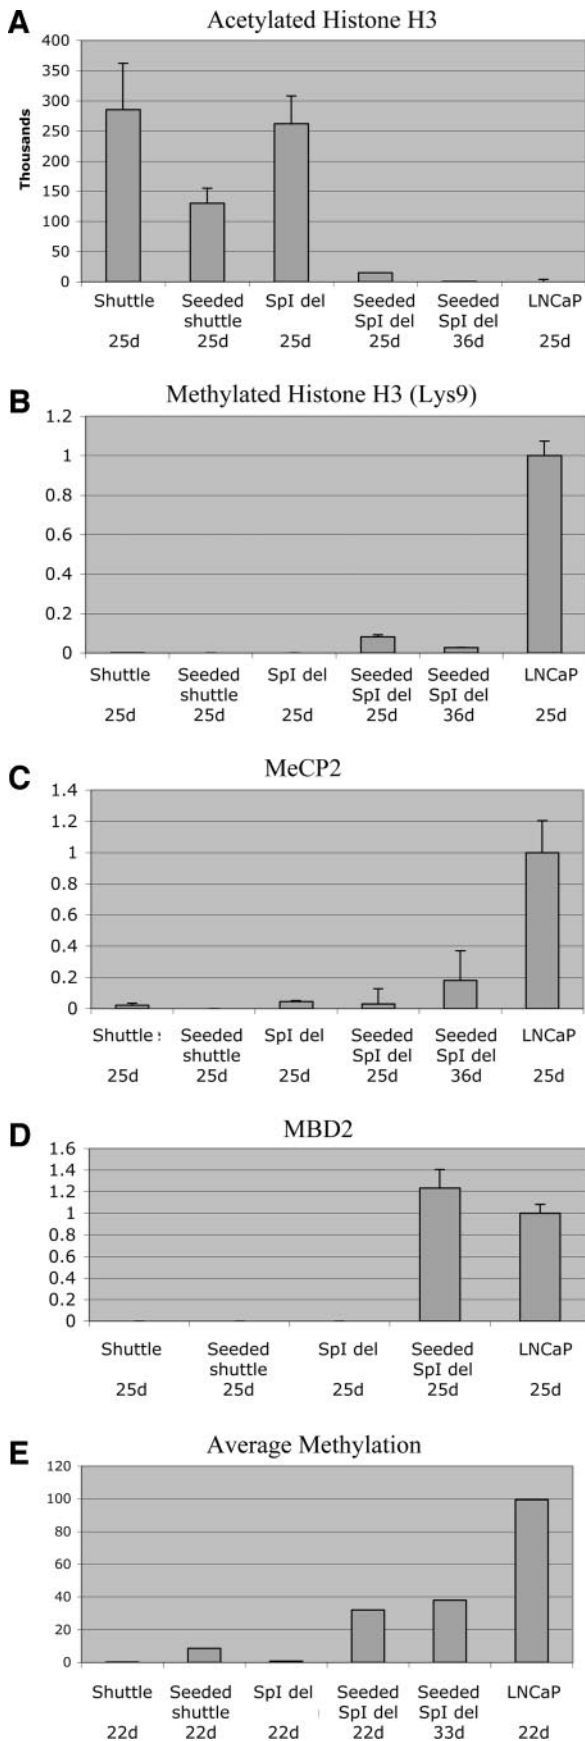 A
Acetylated Histone H3
400
350
300
250
200
150
100
50
0
Thousands
Shuttle Seeded SpI del Seeded Seeded LNCaP
shuttle SpI del SpI del
25d 25d 25d 25d 36d 25d
B
Methylated Histone H3 (Lys9)
1.2
1
0.8
0.6
0.4
0.2
0
Shuttle Seeded SpI del Seeded Seeded LNCaP
shuttle SpI del SpI del
25d 25d 25d 25d 36d 25d
C
MeCP2
1.4
1.2
1
0.8
0.6
0.4
0.2
0
Shuttle : Seeded SpI del Seeded Seeded LNCaP
shuttle SpI del SpI del
25d 25d 25d 25d 36d 25d
D
MBD2
1.6
1.4
1.2
1
0.8
0.6
0.4
0.2
0
Shuttle Seeded SpI del Seeded LNCaP
shuttle SpI del
25d 25d 25d 25d 25d
E
Average Methylation
120
100
80
60
40
20
0
Shuttle Seeded SpI del Seeded Seeded LNCaP
shuttle SpI del SpI del
22d 22d 22d 22d 33d 22d